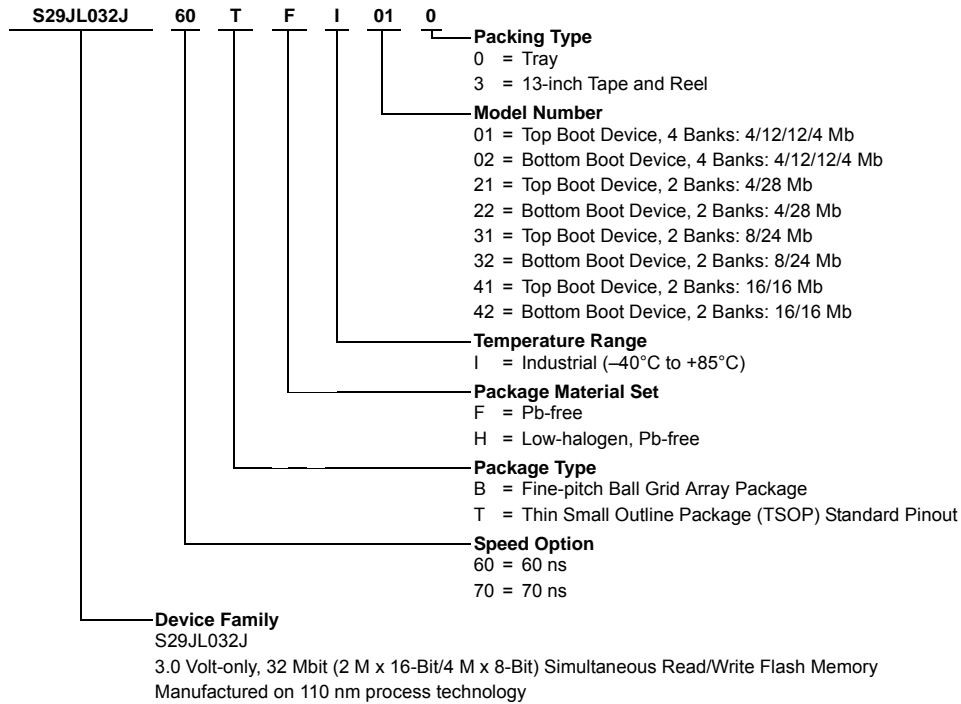 S29JL032J 60 T F I 01 0
Packing Type
0 = Tray
3 = 13-inch Tape and Reel
Model Number
01 = Top Boot Device, 4 Banks: 4/12/12/4 Mb
02 = Bottom Boot Device, 4 Banks: 4/12/12/4 Mb
21 = Top Boot Device, 2 Banks: 4/28 Mb
22 = Bottom Boot Device, 2 Banks: 4/28 Mb
31 = Top Boot Device, 2 Banks: 8/24 Mb
32 = Bottom Boot Device, 2 Banks: 8/24 Mb
41 = Top Boot Device, 2 Banks: 16/16 Mb
42 = Bottom Boot Device, 2 Banks: 16/16 Mb
Temperature Range
I = Industrial (–40°C to +85°C)
Package Material Set
F = Pb-free
H = Low-halogen, Pb-free
Package Type
B = Fine-pitch Ball Grid Array Package
T = Thin Small Outline Package (TSOP) Standard Pinout
Speed Option
60 = 60 ns
70 = 70 ns
Device Family
S29JL032J
3.0 Volt-only, 32 Mbit (2 M x 16-Bit/4 M x 8-Bit) Simultaneous Read/Write Flash Memory
Manufactured on 110 nm process technology